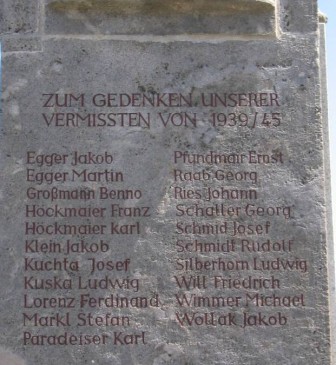 ZUM GEDENKEN UNSERER
VERMISSTEN VON 1939/45
Egger Jakob
Egger Martin
Großmann Benno
Höckmaier Franz
Höckmaier Karl
Klein Jakob
Kuchta Josef
Kuska Ludwig
Lorenz Ferdinand
Markl Stefan
Paradeiser Karl
Pfundmair Ernst
Raab Georg
Ries Johann
Schaller Georg
Schmid Josef
Schmidt Rudolf
Silberhorn Ludwig
Will Friedrich
Wimmer Michael
Wollak Jakob